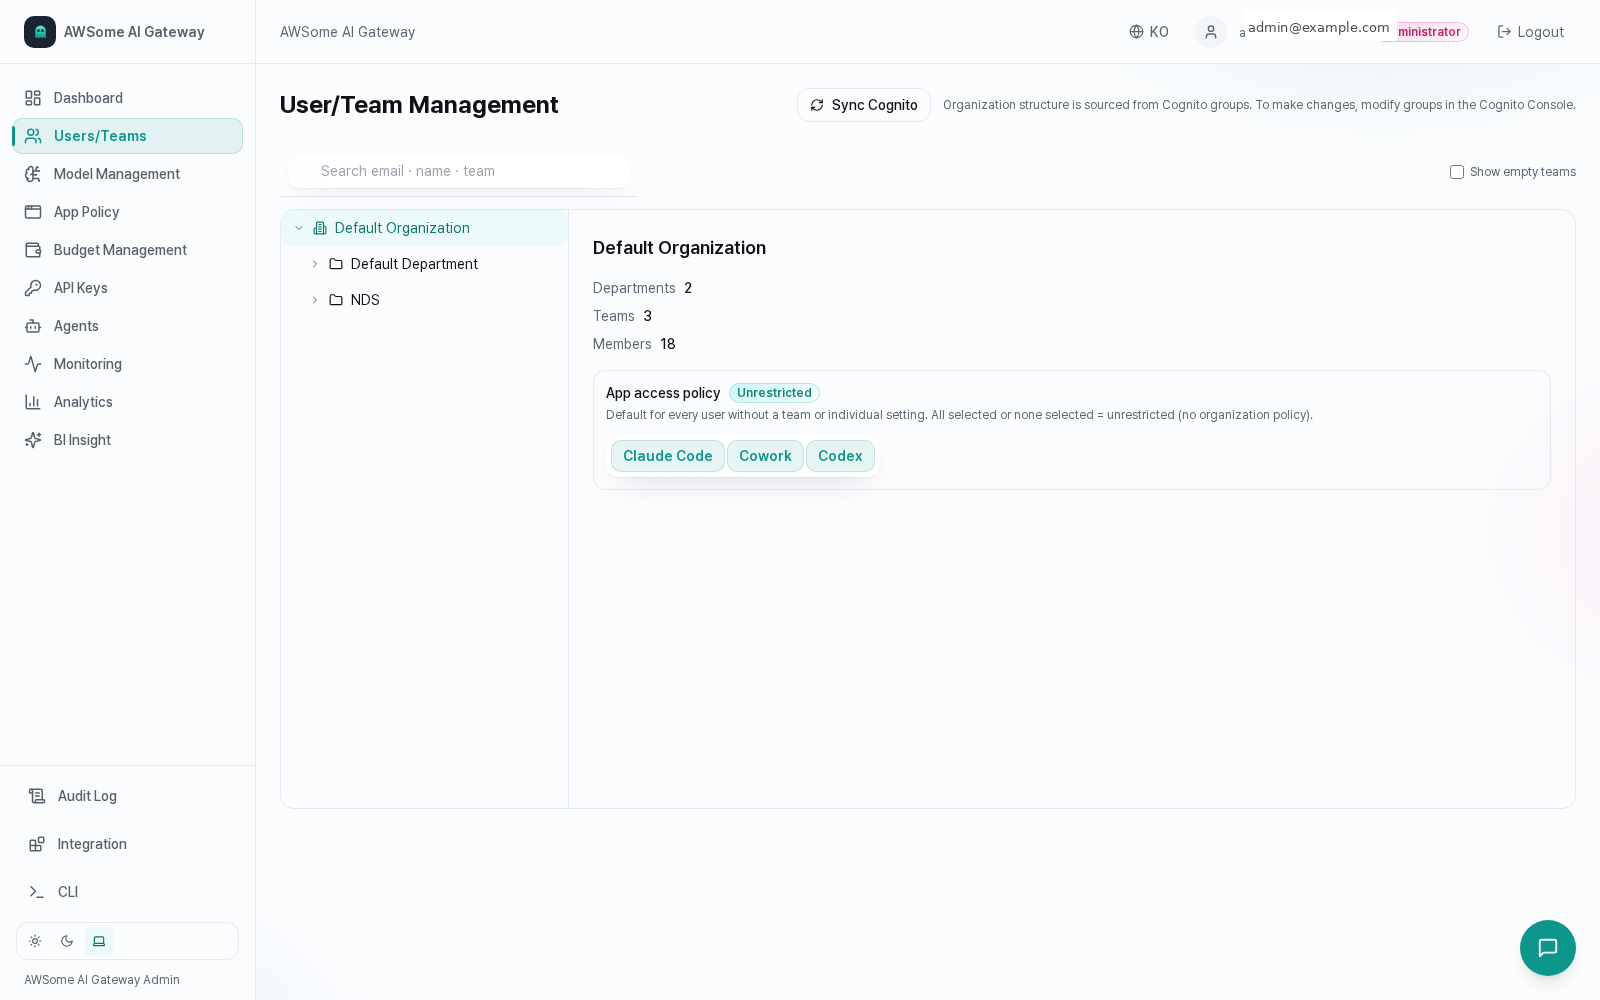 AWSome AI Gateway
AWSome AI Gateway
KO
admin@example.com
ministrator
Logout
Dashboard
Users/Teams
Model Management
App Policy
Budget Management
API Keys
Agents
Monitoring
Analytics
BI Insight
Audit Log
Integration
CLI
AWSome AI Gateway Admin
User/Team Management
Sync Cognito
Organization structure is sourced from Cognito groups. To make changes, modify groups in the Cognito Console.
Search email · name · team
Show empty teams
Default Organization
Default Department
NDS
Default Organization
Departments 2
Teams 3
Members 18
App access policy Unrestricted
Default for every user without a team or individual setting. All selected or none selected = unrestricted (no organization policy).
Claude Code Cowork Codex